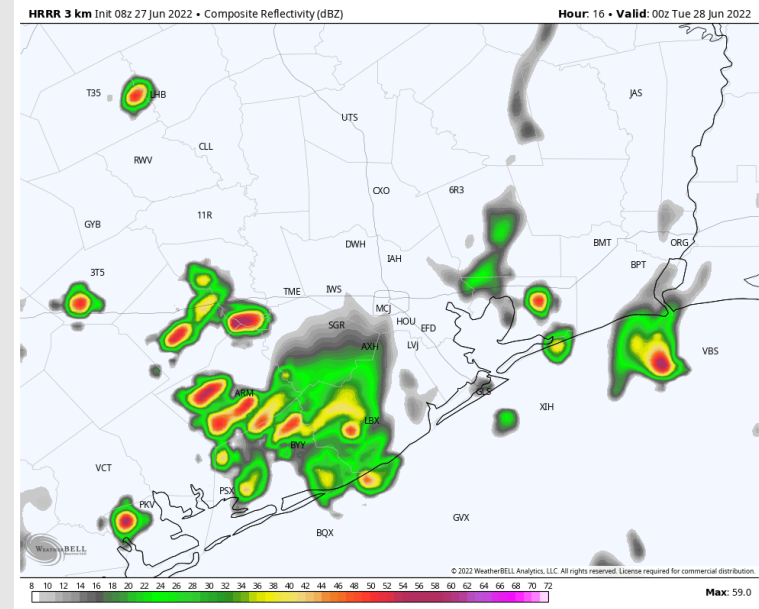 HRRR 3 km Init 08z 27 Jun 2022 • Composite Reflectivity (dBZ) Hour: 16 • Valid: 00z Tue 28 Jun 2022
T35 LHB JAS
UTS
CLL
RWV
CXO 6R3
11R
GYB
DWH BMT ORG
IAH
BPT
3T5
TME IWS
MCJ
SGR HOU EFD
AXH LVJ VBS
ARM GLS
XIH
LBX
BYY
VCT
PSX
PKV
GVX
BQX
WEATHERBELL
© 2022 WeatherBELL Analytics, LLC. All rights reserved. License required for commercial distribution.
8 10 12 14 16 18 20 22 24 26 28 30 32 34 36 38 40 42 44 46 48 50 52 54 56 58 60 62 64 66 68 70 72
Max: 59.0